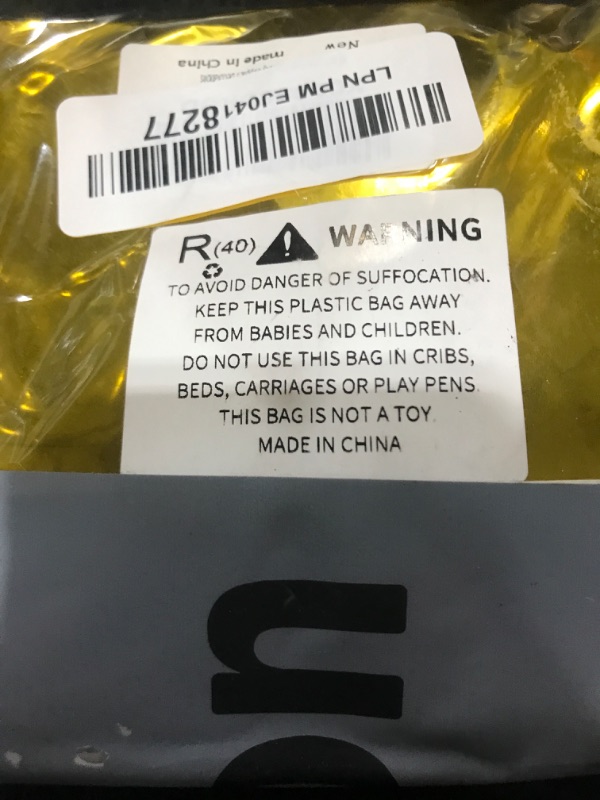 New
made in China
LPN PM EJ0418277
R(40) WARNING
TO AVOID DANGER OF SUFFOCATION.
KEEP THIS PLASTIC BAG AWAY
FROM BABIES AND CHILDREN.
DO NOT USE THIS BAG IN CRIBS,
BEDS, CARRIAGES OR PLAY PENS.
THIS BAG IS NOT A TOY.
MADE IN CHINA